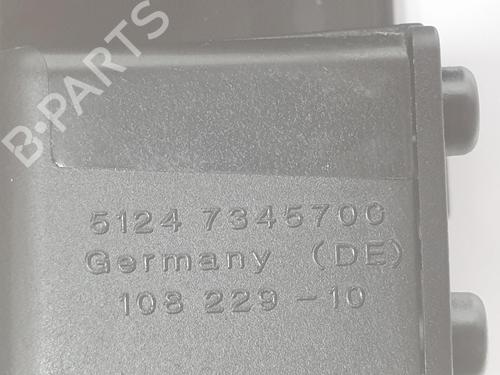 B-PARTS
5124 7345700
Germany (DE)
108 229 -10